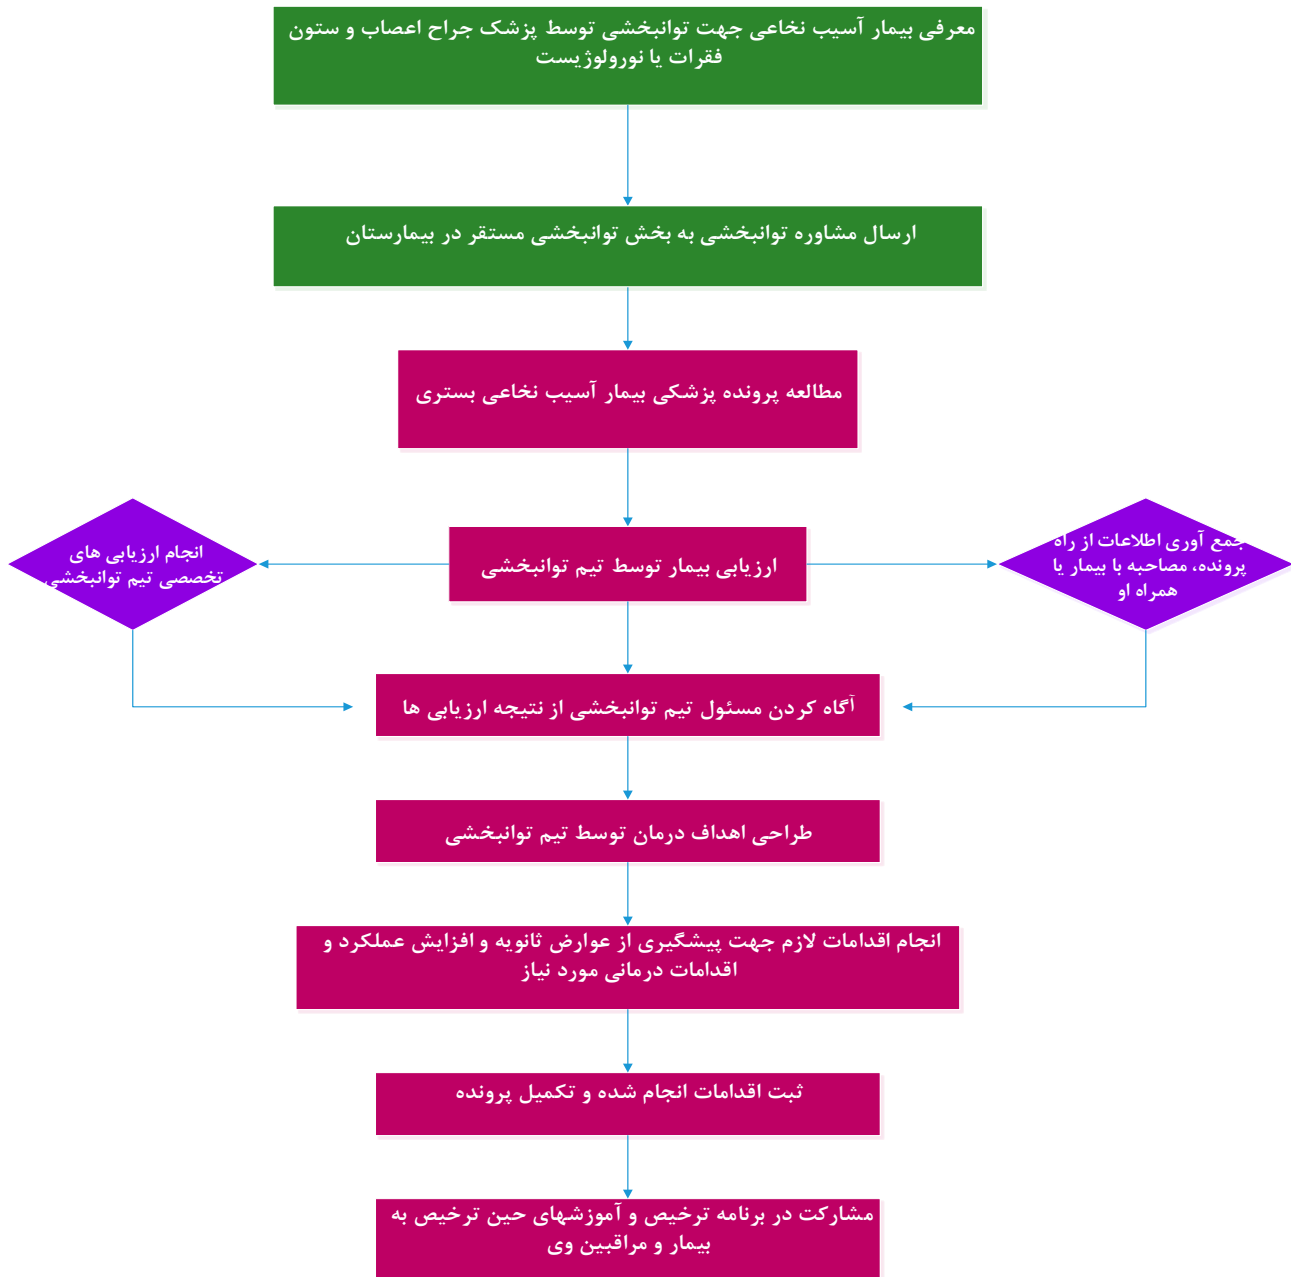 معرفی بیمار آسیب نخاعی جهت توانبخشی توسط پزشک جراح اعصاب و ستون
فقرات یا نورولوژیست
ارسال مشاوره توانبخشی به بخش توانبخشی مستقر در بیمارستان
مطالعه پرونده پزشکی بیمار آسیب نخاعی بستری
جمع آوری اطلاعات از راه
پرونده، مصاحبه با بیمار یا
همراه او
ارزیابی بیمار توسط تیم توانبخشی
انجام ارزیابی های
تخصصی تیم توانبخشی
آگاه کردن مسئول تیم توانبخشی از نتیجه ارزیابی ها
طراحی اهداف درمان توسط تیم توانبخشی
انجام اقدامات لازم جهت پیشگیری از عوارض ثانویه و افزایش عملکرد و
اقدامات درمانی مورد نیاز
ثبت اقدامات انجام شده و تکمیل پرونده
مشارکت در برنامه ترخیص و آموزشهای حین ترخیص به
بیمار و مراقبین وی